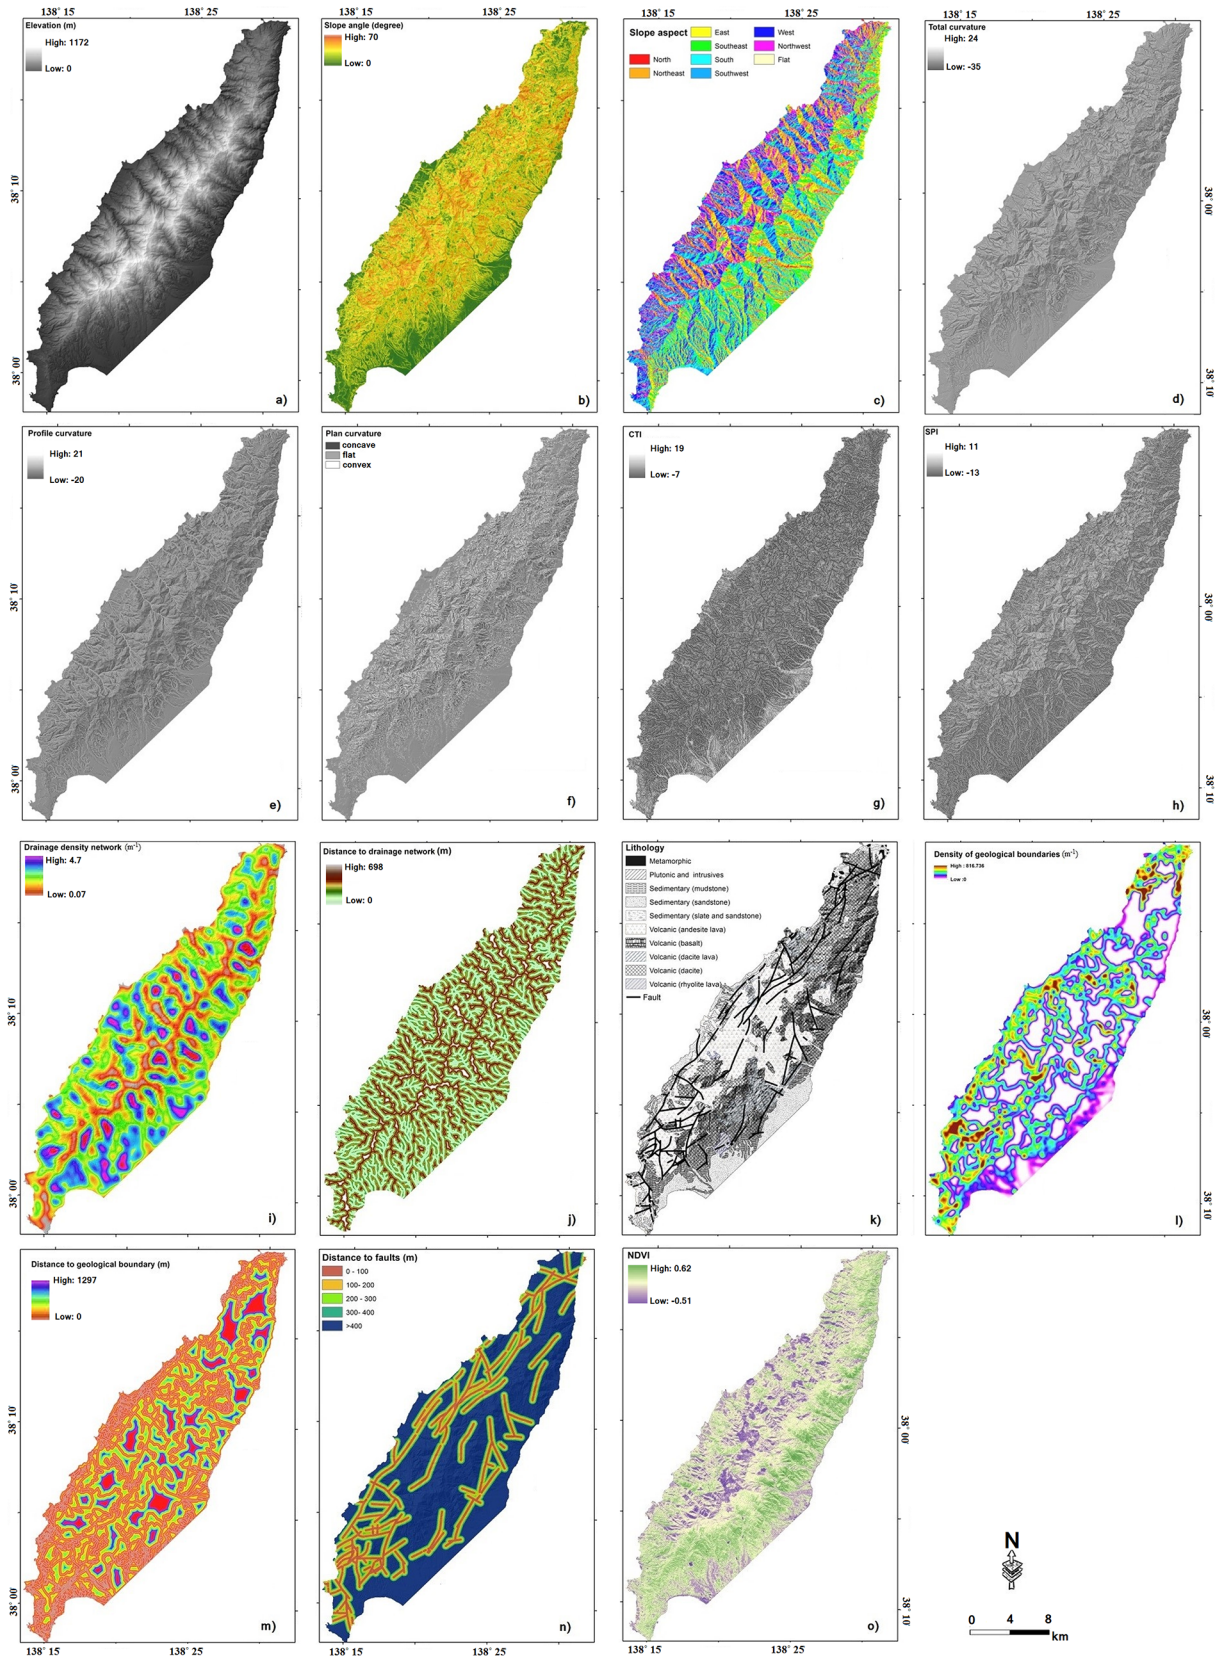 138° 15'
138° 25'
138° 15'
138° 25'
138° 15'
138° 25'
138° 15'
138° 25'
Elevation (m)
High: 1172
Low: 0
38° 10'
38° 00'
a)
Slope angle (degree)
High: 70
Low: 0
b)
Slope aspect
North
Northeast
East
Southeast
South
Southwest
West
Northwest
Flat
c)
Total curvature
High: 24
Low: -35
38° 00'
38° 10'
d)
Profile curvature
High: 21
Low: -20
38° 10'
38° 00'
e)
Plan curvature
concave
flat
convex
f)
CTI
High: 19
Low: -7
g)
SPI
High: 11
Low: -13
38° 00'
38° 10'
h)
Drainage density network (m⁻¹)
High: 4.7
Low: 0.07
38° 10'
38° 00'
i)
Distance to drainage network (m)
High: 698
Low: 0
j)
Lithology
Metamorphic
Plutonic and intrusives
Sedimentary (mudstone)
Sedimentary (sandstone)
Sedimentary (slate and sandstone)
Volcanic (andesite lava)
Volcanic (basalt)
Volcanic (dacite lava)
Volcanic (dacite)
Volcanic (rhyolite lava)
Fault
k)
Density of geological boundaries (m⁻¹)
High : 816.736
Low :0
38° 00'
38° 10'
l)
Distance to geological boundary (m)
High: 1297
Low: 0
38° 10'
38° 00'
m)
138° 15'
138° 25'
Distance to faults (m)
0 - 100
100- 200
200 - 300
300- 400
>400
n)
138° 15'
138° 25'
NDVI
High: 0.62
Low: -0.51
38° 00'
38° 10'
o)
138° 15'
138° 25'
N
0 4 8
km